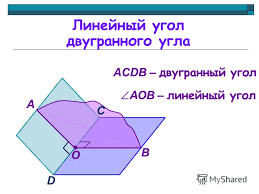 Линейный угол
двугранного угла
ACDB – двугранный угол
∠AOB – линейный угол
A
C
O
B
D
MyShared